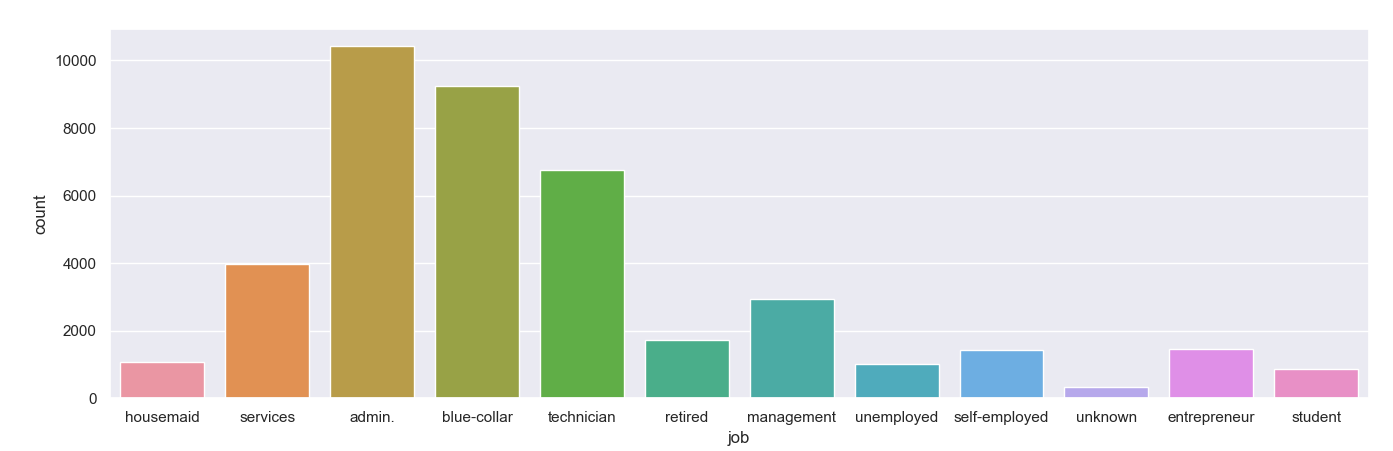 10000
8000
6000
4000
2000
0
count
housemaid services admin. blue-collar technician retired management unemployed self-employed unknown entrepreneur student
job